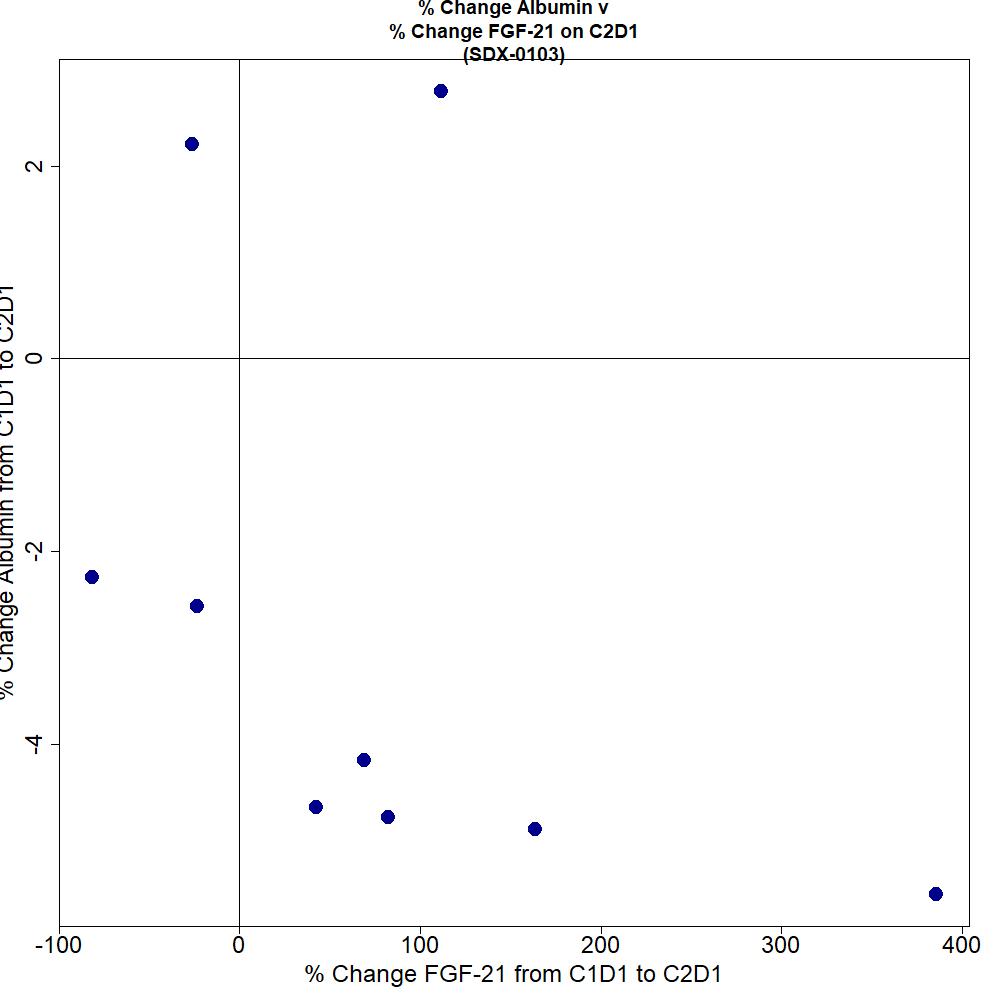 % Change Albumin v
% Change FGF-21 on C2D1
(SDX-0103)
% Change Albumin from C1D1 to C2D1
2
0
-2
-4
-100
0
100
200
300
400
% Change FGF-21 from C1D1 to C2D1